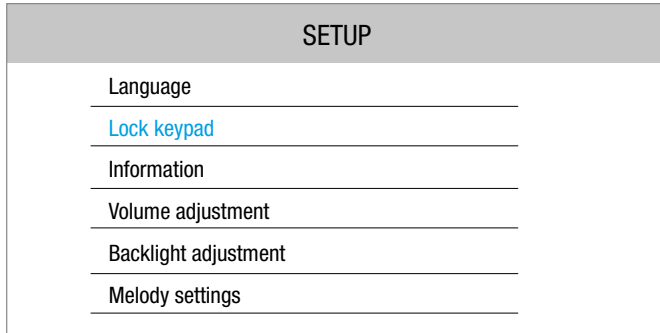 SETUP
Language
Lock keypad
Information
Volume adjustment
Backlight adjustment
Melody settings